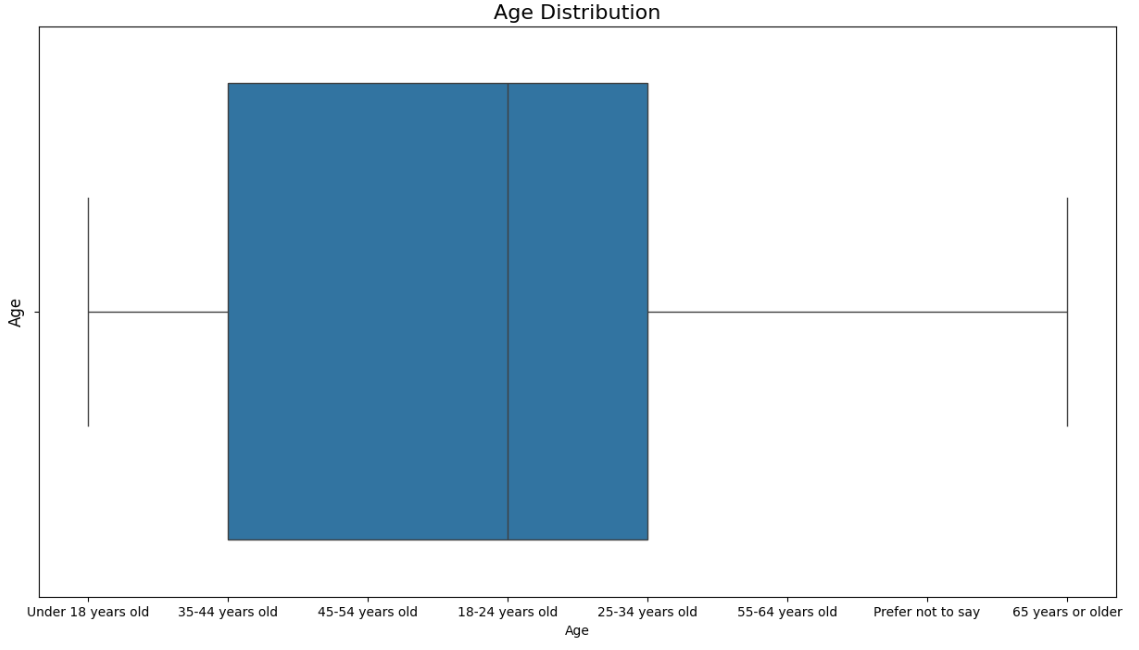 Age Distribution
Age
Under 18 years old 35-44 years old 45-54 years old 18-24 years old 25-34 years old 55-64 years old Prefer not to say 65 years or older
Age